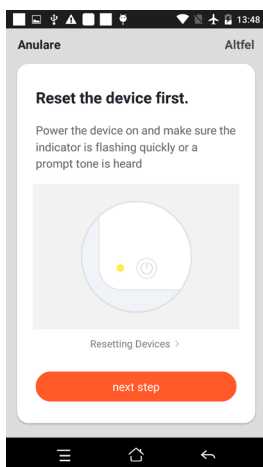 13:48
Anulare
Altfel
Reset the device first.
Power the device on and make sure the
indicator is flashing quickly or a
prompt tone is heard
Resetting Devices >
next step